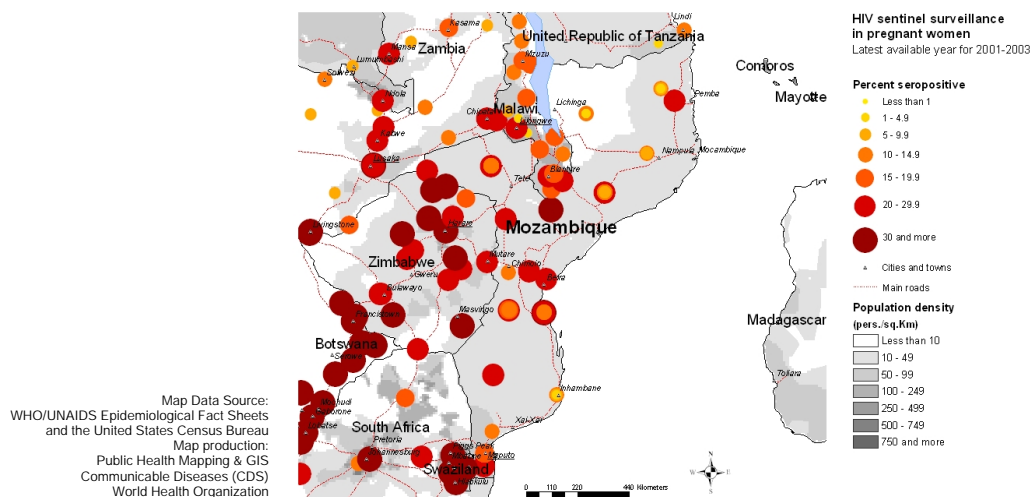 HIV sentinel surveillance
in pregnant women
Latest available year for 2001-2003
Percent seropositive
Less than 1
1 - 4.9
5 - 9.9
10 - 14.9
15 - 19.9
20 - 29.9
30 and more
Cities and towns
Main roads
Population density
(pers./sq.Km)
Less than 10
10 - 49
50 - 99
100 - 249
250 - 499
500 - 749
750 and more
Kasama
Lindi
United Republic of Tanzania
Zambia
Mansa
Mzuzu
Comoros
Mayotte
Solwezi
Ndola
Lichinga
Pemba
Malawi
Lilongwe
Kabwe
Nampula
Mocambique
Lusaka
Tete
Blantyre
Livingstone
Harare
Mozambique
Zimbabwe
Mutare
Chimoio
Gweru
Beira
Bulawayo
Masvingo
Francistown
Madagascar
Botswana
Serowe
Toliara
Inhambane
Gaborone
Xai-Xai
South Africa
Pretoria
Johannesburg
Maputo
Swaziland
Map Data Source:
WHO/UNAIDS Epidemiological Fact Sheets
and the United States Census Bureau
Map production:
Public Health Mapping & GIS
Communicable Diseases (CDS)
World Health Organization
N
W E
S
0 110 220 440 Kilometers